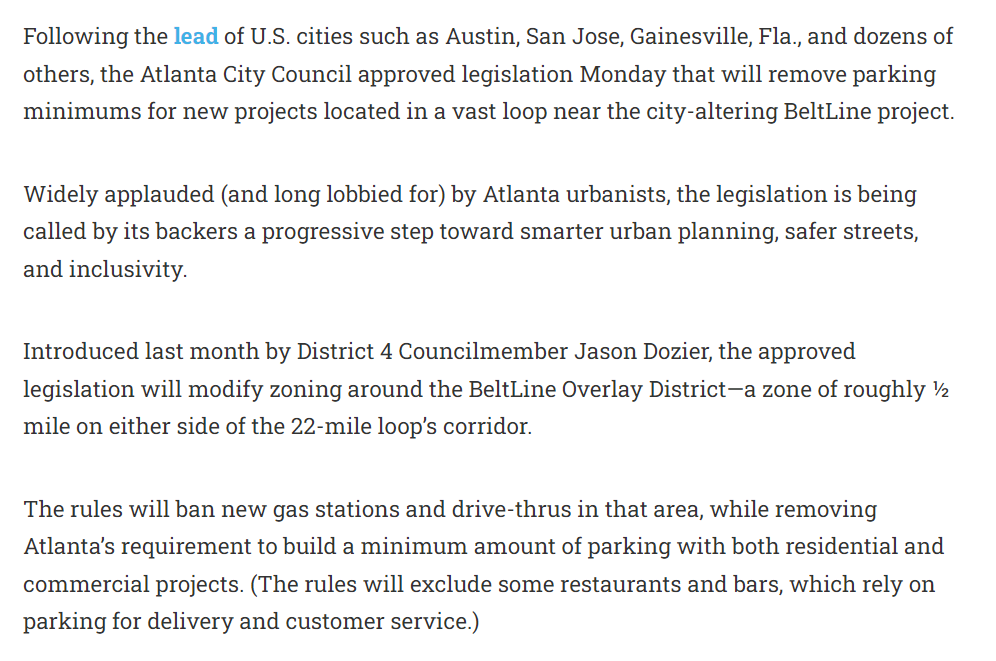 Following the lead of U.S. cities such as Austin, San Jose, Gainesville, Fla., and dozens of
others, the Atlanta City Council approved legislation Monday that will remove parking
minimums for new projects located in a vast loop near the city-altering BeltLine project.
Widely applauded (and long lobbied for) by Atlanta urbanists, the legislation is being
called by its backers a progressive step toward smarter urban planning, safer streets,
and inclusivity.
Introduced last month by District 4 Councilmember Jason Dozier, the approved
legislation will modify zoning around the BeltLine Overlay District—a zone of roughly ½
mile on either side of the 22-mile loop’s corridor.
The rules will ban new gas stations and drive-thrus in that area, while removing
Atlanta’s requirement to build a minimum amount of parking with both residential and
commercial projects. (The rules will exclude some restaurants and bars, which rely on
parking for delivery and customer service.)